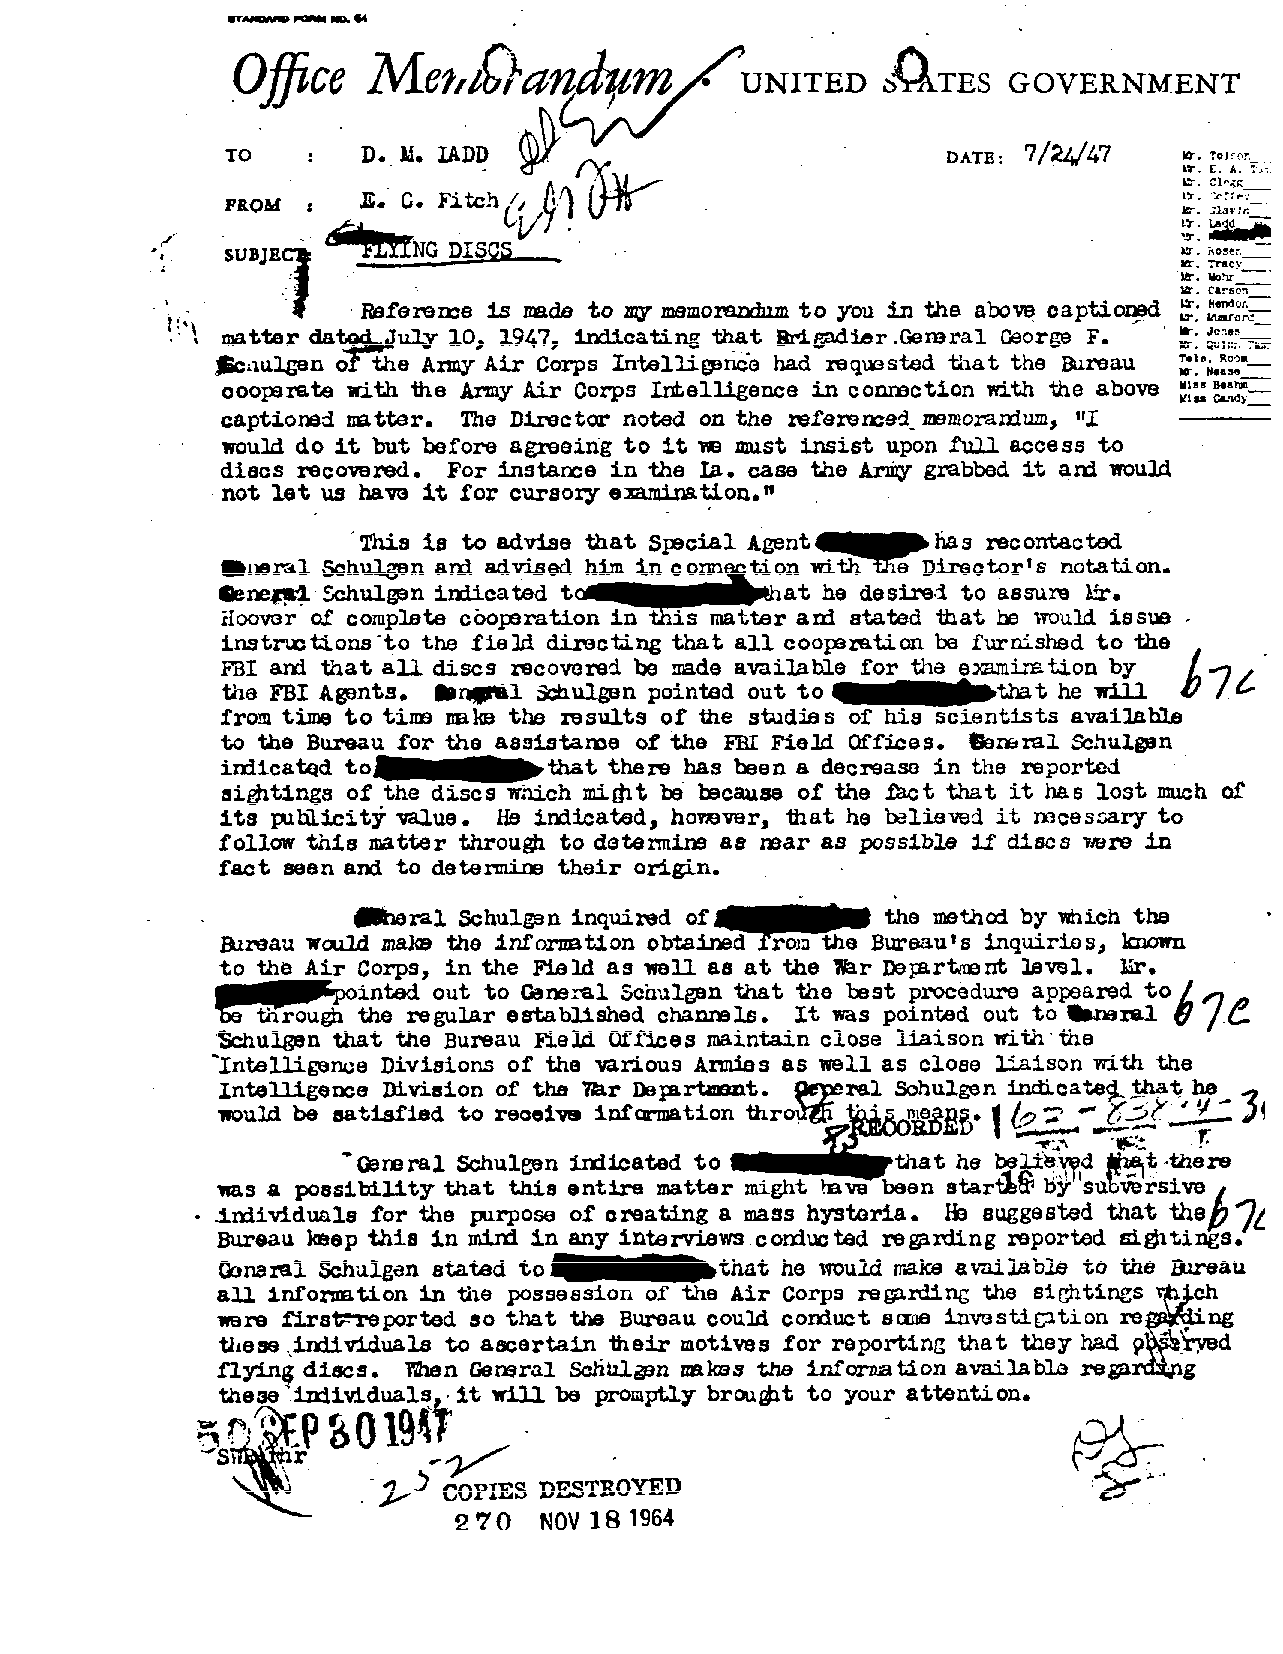 STANDARD FORM NO. 64
Office Memorandum • UNITED STATES GOVERNMENT
TO : D. M. LADD DATE: 7/24/47
FROM : E. C. Fitch
SUBJECT: FLYING DISCS
Mr. Tolson
Mr. E. A. Ta
Mr. Clegg
Mr. Glavin
Mr. Ladd
Mr.
Mr. Rosen
Mr. Tracy
Mr. Mohr
Mr. Carson
Mr. Hendon
Mr. Mumford
Mr. Jones
Mr. Quinn Tam
Tele. Room
Mr. Nease
Miss Beahm
Miss Gandy
Reference is made to my memorandum to you in the above captioned
matter dated July 10, 1947, indicating that Brigadier General George F.
Schulgen of the Army Air Corps Intelligence had requested that the Bureau
cooperate with the Army Air Corps Intelligence in connection with the above
captioned matter. The Director noted on the referenced memorandum, "I
would do it but before agreeing to it we must insist upon full access to
discs recovered. For instance in the La. case the Army grabbed it and would
not let us have it for cursory examination."
This is to advise that Special Agent has recontacted
General Schulgen and advised him in connection with the Director's notation.
General Schulgen indicated to that he desired to assure Mr.
Hoover of complete cooperation in this matter and stated that he would issue
instructions to the field directing that all cooperation be furnished to the
FBI and that all discs recovered be made available for the examination by
the FBI Agents. General Schulgen pointed out to that he will b7c
from time to time make the results of the studies of his scientists available
to the Bureau for the assistance of the FBI Field Offices. General Schulgen
indicated to that there has been a decrease in the reported
sightings of the discs which might be because of the fact that it has lost much of
its publicity value. He indicated, however, that he believed it necessary to
follow this matter through to determine as near as possible if discs were in
fact seen and to determine their origin.
General Schulgen inquired of the method by which the
Bureau would make the information obtained from the Bureau's inquiries, known
to the Air Corps, in the Field as well as at the War Department level. Mr.
pointed out to General Schulgen that the best procedure appeared to
be through the regular established channels. It was pointed out to General b7c
Schulgen that the Bureau Field Offices maintain close liaison with the
Intelligence Divisions of the various Armies as well as close liaison with the
Intelligence Division of the War Department. General Schulgen indicated that he
would be satisfied to receive information through this means.
RECORDED
General Schulgen indicated to that he believed that there
was a possibility that this entire matter might have been started by subversive
individuals for the purpose of creating a mass hysteria. He suggested that the b7c
Bureau keep this in mind in any interviews conducted regarding reported sightings.
General Schulgen stated to that he would make available to the Bureau
all information in the possession of the Air Corps regarding the sightings which
were first reported so that the Bureau could conduct some investigation regarding
these individuals to ascertain their motives for reporting that they had observed
flying discs. When General Schulgen makes the information available regarding
these individuals, it will be promptly brought to your attention.
50 SEP 30 1947
252
COPIES DESTROYED
270 NOV 18 1964